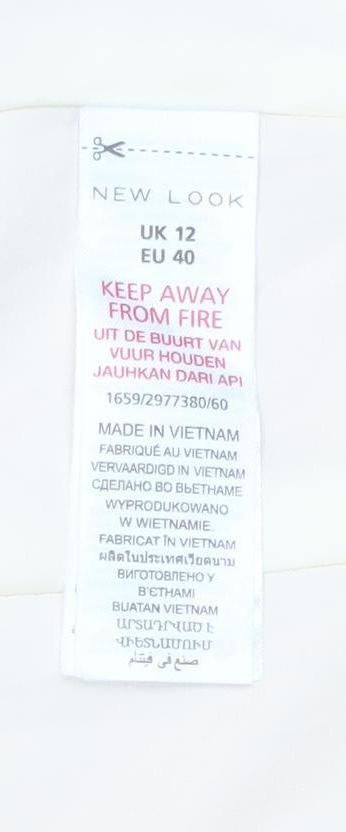 NEW LOOK
UK 12
EU 40
KEEP AWAY
FROM FIRE
UIT DE BUURT VAN
VUUR HOUDEN
JAUHKAN DARI API
1659/2977380/60
MADE IN VIETNAM
FABRIQUÉ AU VIETNAM
VERVAARDIGD IN VIETNAM
СДЕЛАНО ВО ВЬЕТНАМЕ
WYPRODUKOWANO
W WIETNAMIE.
FABRICAT ÎN VIETNAM
ผลิตในประเทศเวียดนาม
ВИГОТОВЛЕНО У
В'ЄТНАМІ
BUATAN VIETNAM
ԱՐՏԱԴՐՎԱԾ Է
ՎԻԵՏՆԱՄՈՒՄ
صنع في فيتنام